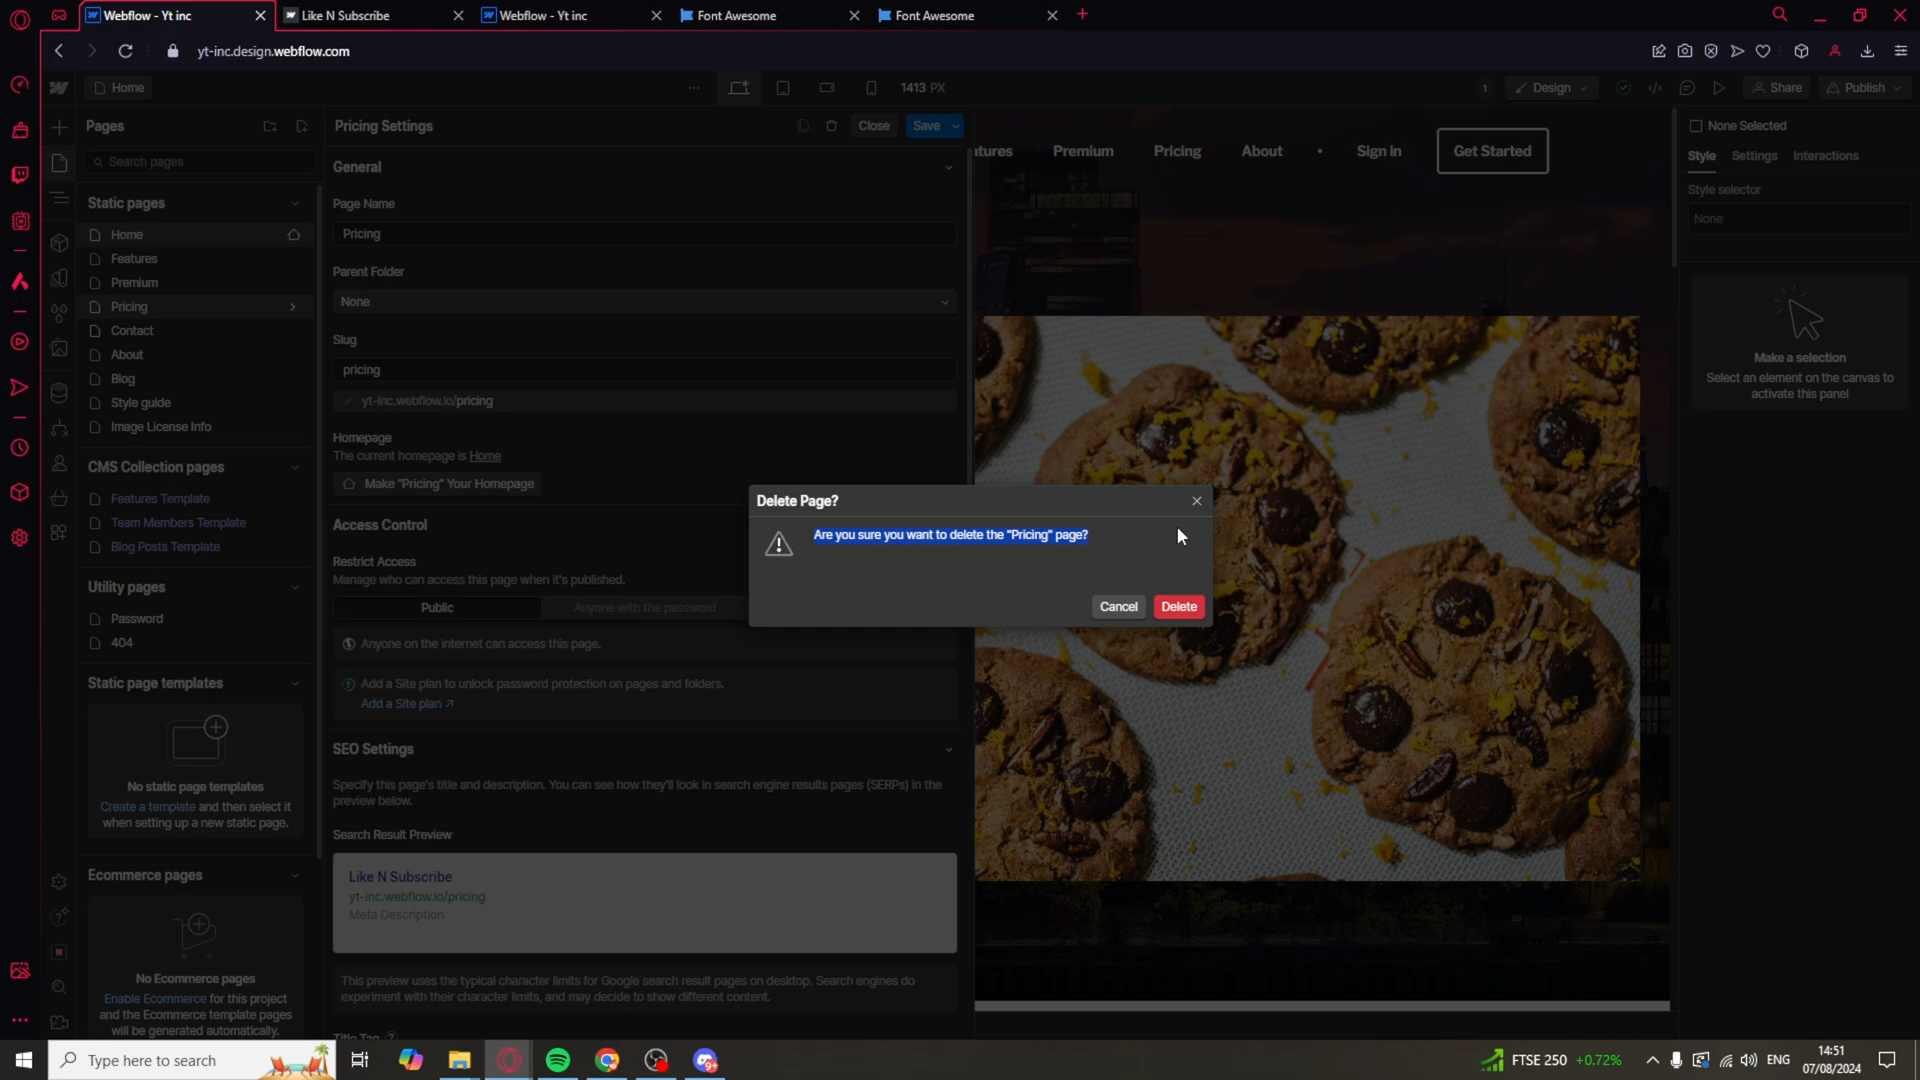 Webflow - Yt inc
Like N Subscribe
Webflow - Yt inc
Font Awesome
Font Awesome
yt-inc.design.webflow.com
Home
1413 PX
1
Design
Share
Publish
Pages
Search pages
Static pages
Home
Features
Premium
Pricing
Contact
About
Blog
Style guide
Image License Info
CMS Collection pages
Features Template
Team Members Template
Blog Posts Template
Utility pages
Password
404
Static page templates
No static page templates
Create a template and then select it
when setting up a new static page.
Ecommerce pages
No Ecommerce pages
Enable Ecommerce for this project
and the Ecommerce template pages
will be generated automatically.
Pricing Settings
Close
Save
General
Page Name
Pricing
Parent Folder
None
Slug
pricing
yt-inc.webflow.io/pricing
Homepage
The current homepage is Home
Make "Pricing" Your Homepage
Access Control
Restrict Access
Manage who can access this page when it's published.
Public
Anyone with the password
Anyone on the internet can access this page.
Add a Site plan to unlock password protection on pages and folders.
Add a Site plan
SEO Settings
Specify this page's title and description. You can see how they'll look in search engine results pages (SERPs) in the
preview below.
Search Result Preview
Like N Subscribe
yt-inc.webflow.io/pricing
Meta Description
This preview uses the typical character limits for Google search result pages on desktop. Search engines do
experiment with their character limits, and may decide to show different content.
Title Tag
Delete Page?
Are you sure you want to delete the "Pricing" page?
Cancel
Delete
tures
Premium
Pricing
About
•
Sign in
Get Started
None Selected
Style
Settings
Interactions
Style selector
None
Make a selection
Select an element on the canvas to
activate this panel
Type here to search
9+
FTSE 250 +0.72%
ENG
14:51
07/08/2024